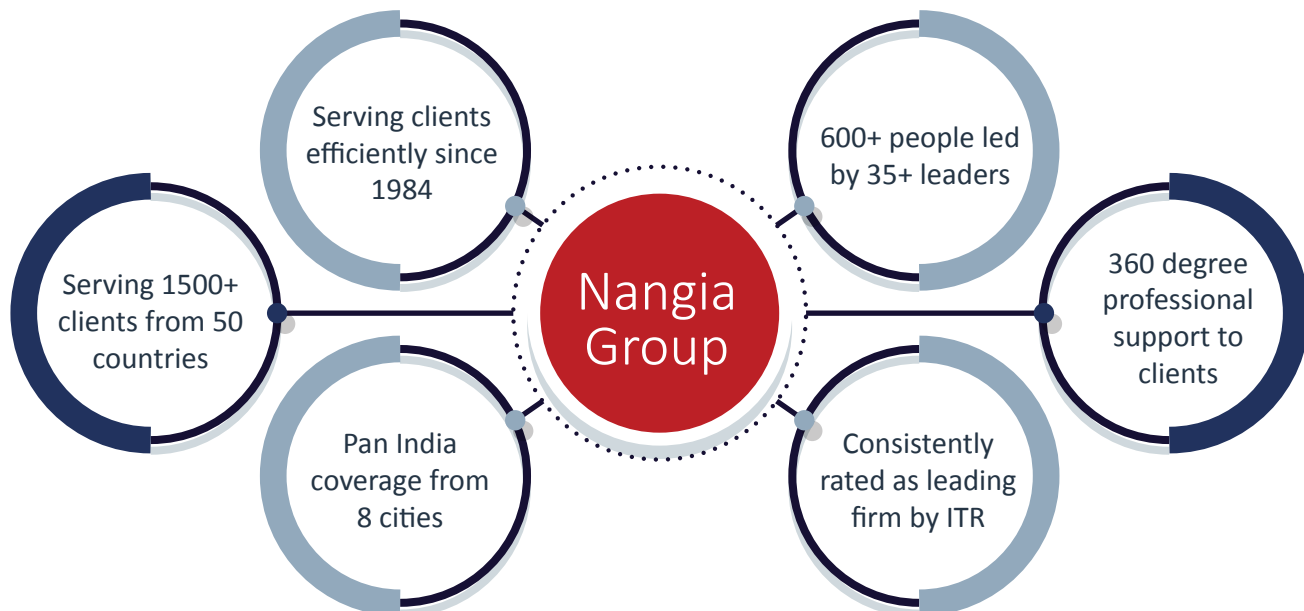 Serving clients
efficiently since
1984
600+ people led
by 35+ leaders
Serving 1500+
clients from 50
countries
Nangia
Group
360 degree
professional
support to
clients
Pan India
coverage from
8 cities
Consistently
rated as leading
firm by ITR